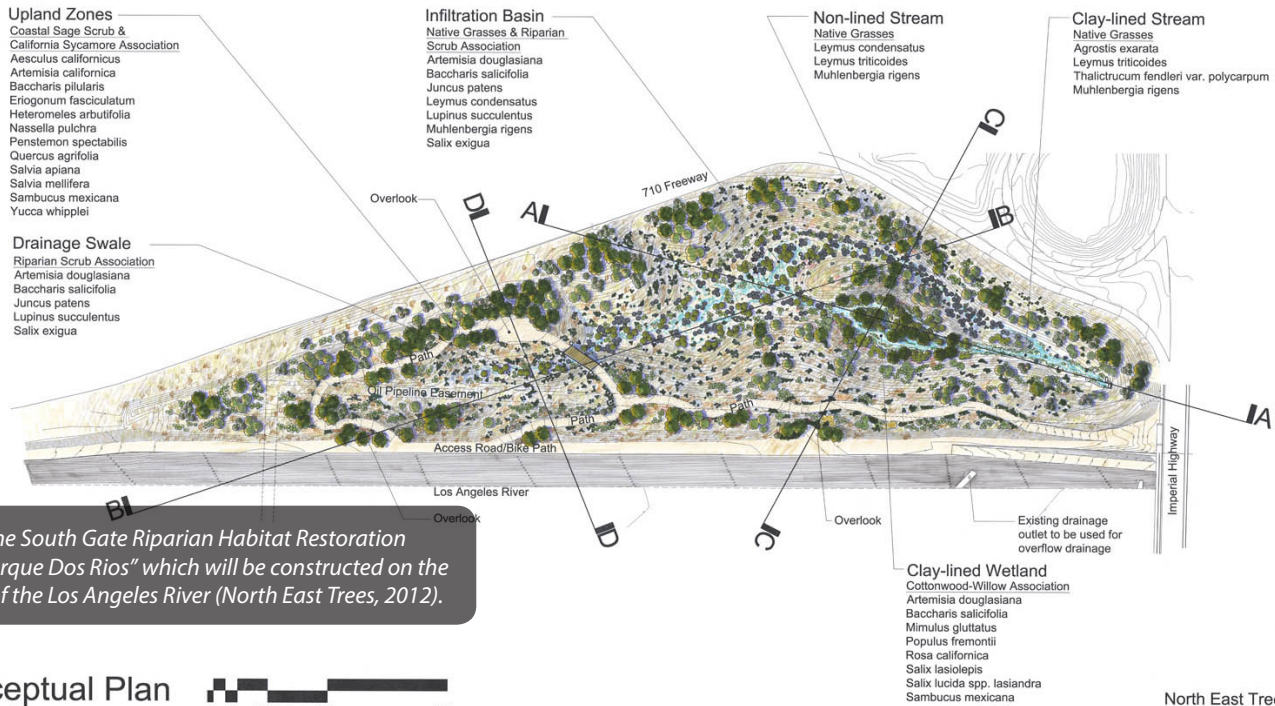 Upland Zones
Coastal Sage Scrub &
California Sycamore Association
Aesculus californicus
Artemisia californica
Baccharis pilularis
Eriogonum fasciculatum
Heteromeles arbutifolia
Nassella pulchra
Penstemon spectabilis
Quercus agrifolia
Salvia apiana
Salvia mellifera
Sambucus mexicana
Yucca whipplei
Drainage Swale
Riparian Scrub Association
Artemisia douglasiana
Baccharis salicifolia
Juncus patens
Lupinus succulentus
Salix exigua
Infiltration Basin
Native Grasses & Riparian
Scrub Association
Artemisia douglasiana
Baccharis salicifolia
Juncus patens
Leymus condensatus
Lupinus succulentus
Muhlenbergia rigens
Salix exigua
Non-lined Stream
Native Grasses
Leymus condensatus
Leymus triticoides
Muhlenbergia rigens
Clay-lined Stream
Native Grasses
Agrostis exarata
Leymus triticoides
Thalictrucum fendleri var. polycarpum
Muhlenbergia rigens
710 Freeway
Overlook
D
A
C
B
Path
Oil Pipeline Easement
Path
Path
Path
Access Road/Bike Path
Los Angeles River
A
B
D
C
Overlook
Overlook
Imperial Highway
Existing drainage
outlet to be used for
overflow drainage
Clay-lined Wetland
Cottonwood-Willow Association
Artemisia douglasiana
Baccharis salicifolia
Mimulus gluttatus
Populus fremontii
Rosa californica
Salix lasiolepis
Salix lucida spp. lasiandra
Sambucus mexicana
he South Gate Riparian Habitat Restoration
rque Dos Rios” which will be constructed on the
of the Los Angeles River (North East Trees, 2012).
ceptual Plan
North East Tree